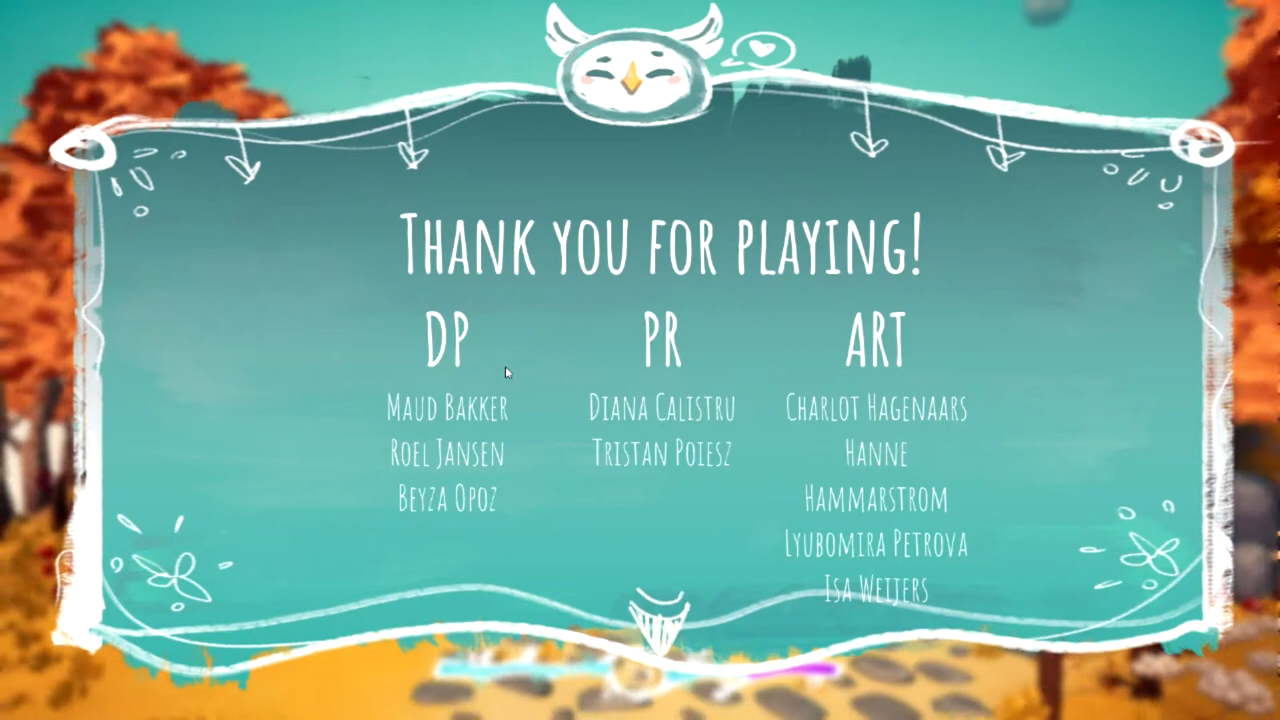 Thank you for playing!
DP PR ART
Maud Bakker Diana Calistru Charlot Hagenaars
Roel Jansen Tristan Poiesz Hanne
Beyza Opoz Hammarstrom
Lyubomira Petrova
Isa Weijers